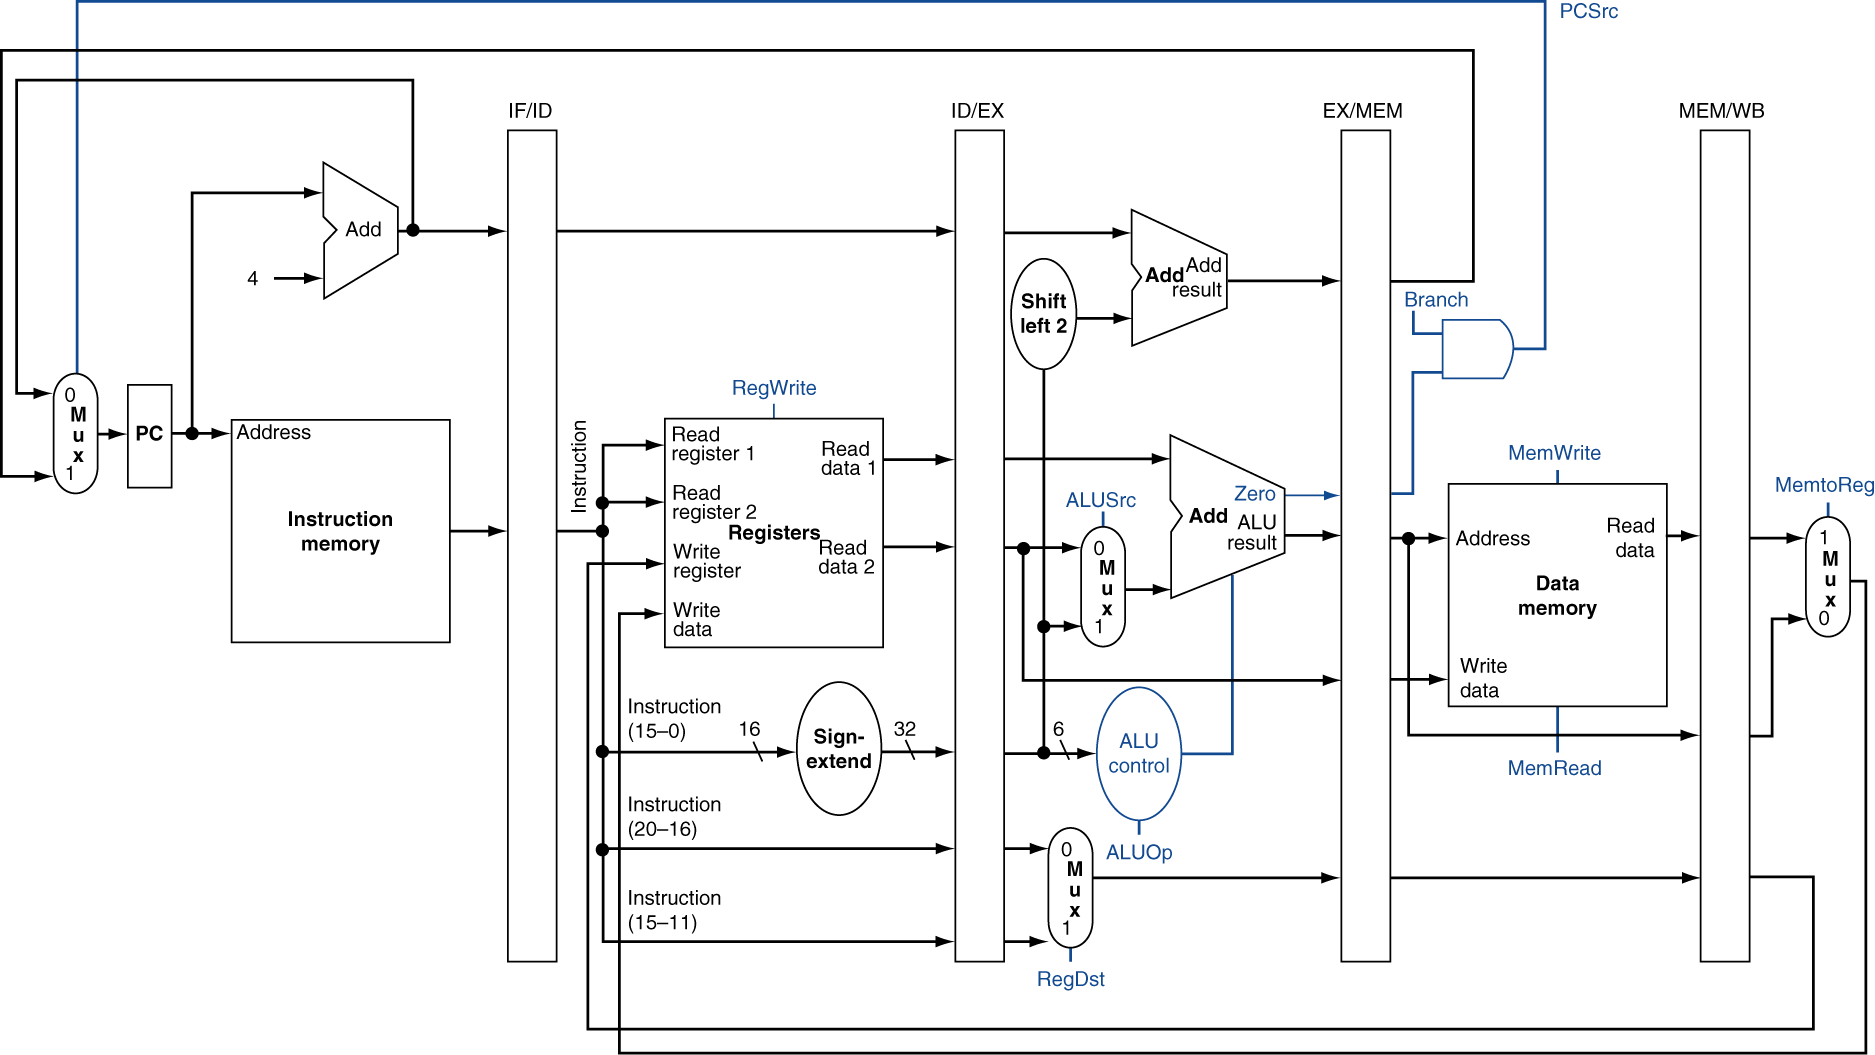 PCSrc
IF/ID
ID/EX
EX/MEM
MEM/WB
Add
4
Shift
left 2
Add
Add
result
Branch
0
M
u
x
1
PC
Address
Instruction
memory
Instruction
RegWrite
Read
register 1
Read
register 2
Write
register
Write
data
Registers
Read
data 1
Read
data 2
ALUSrc
0
M
u
x
1
Zero
Add
ALU
result
MemWrite
Address
Read
data
Data
memory
Write
data
MemRead
MemtoReg
1
M
u
x
0
Instruction
(15–0)
16
Sign-
extend
32
6
ALU
control
ALUOp
Instruction
(20–16)
Instruction
(15–11)
0
M
u
x
1
RegDst